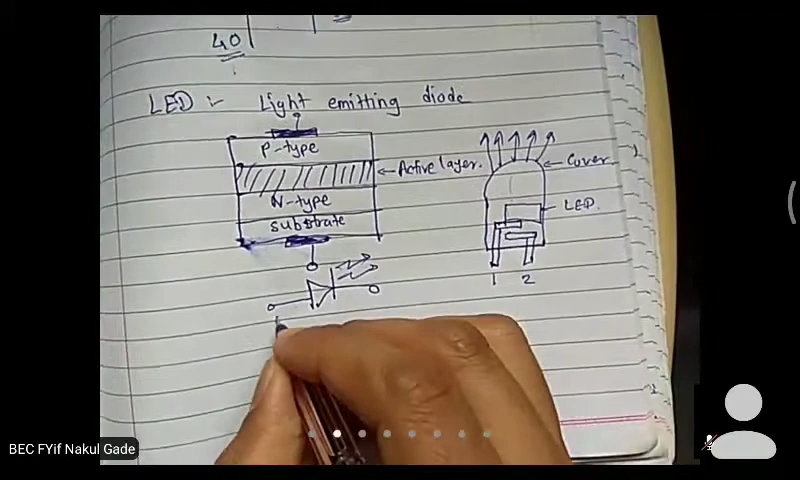 40
LED :- Light emitting diode
P-type
Active layer.
N-type
substrate
Cover
LED.
1 2
BEC FYif Nakul Gade